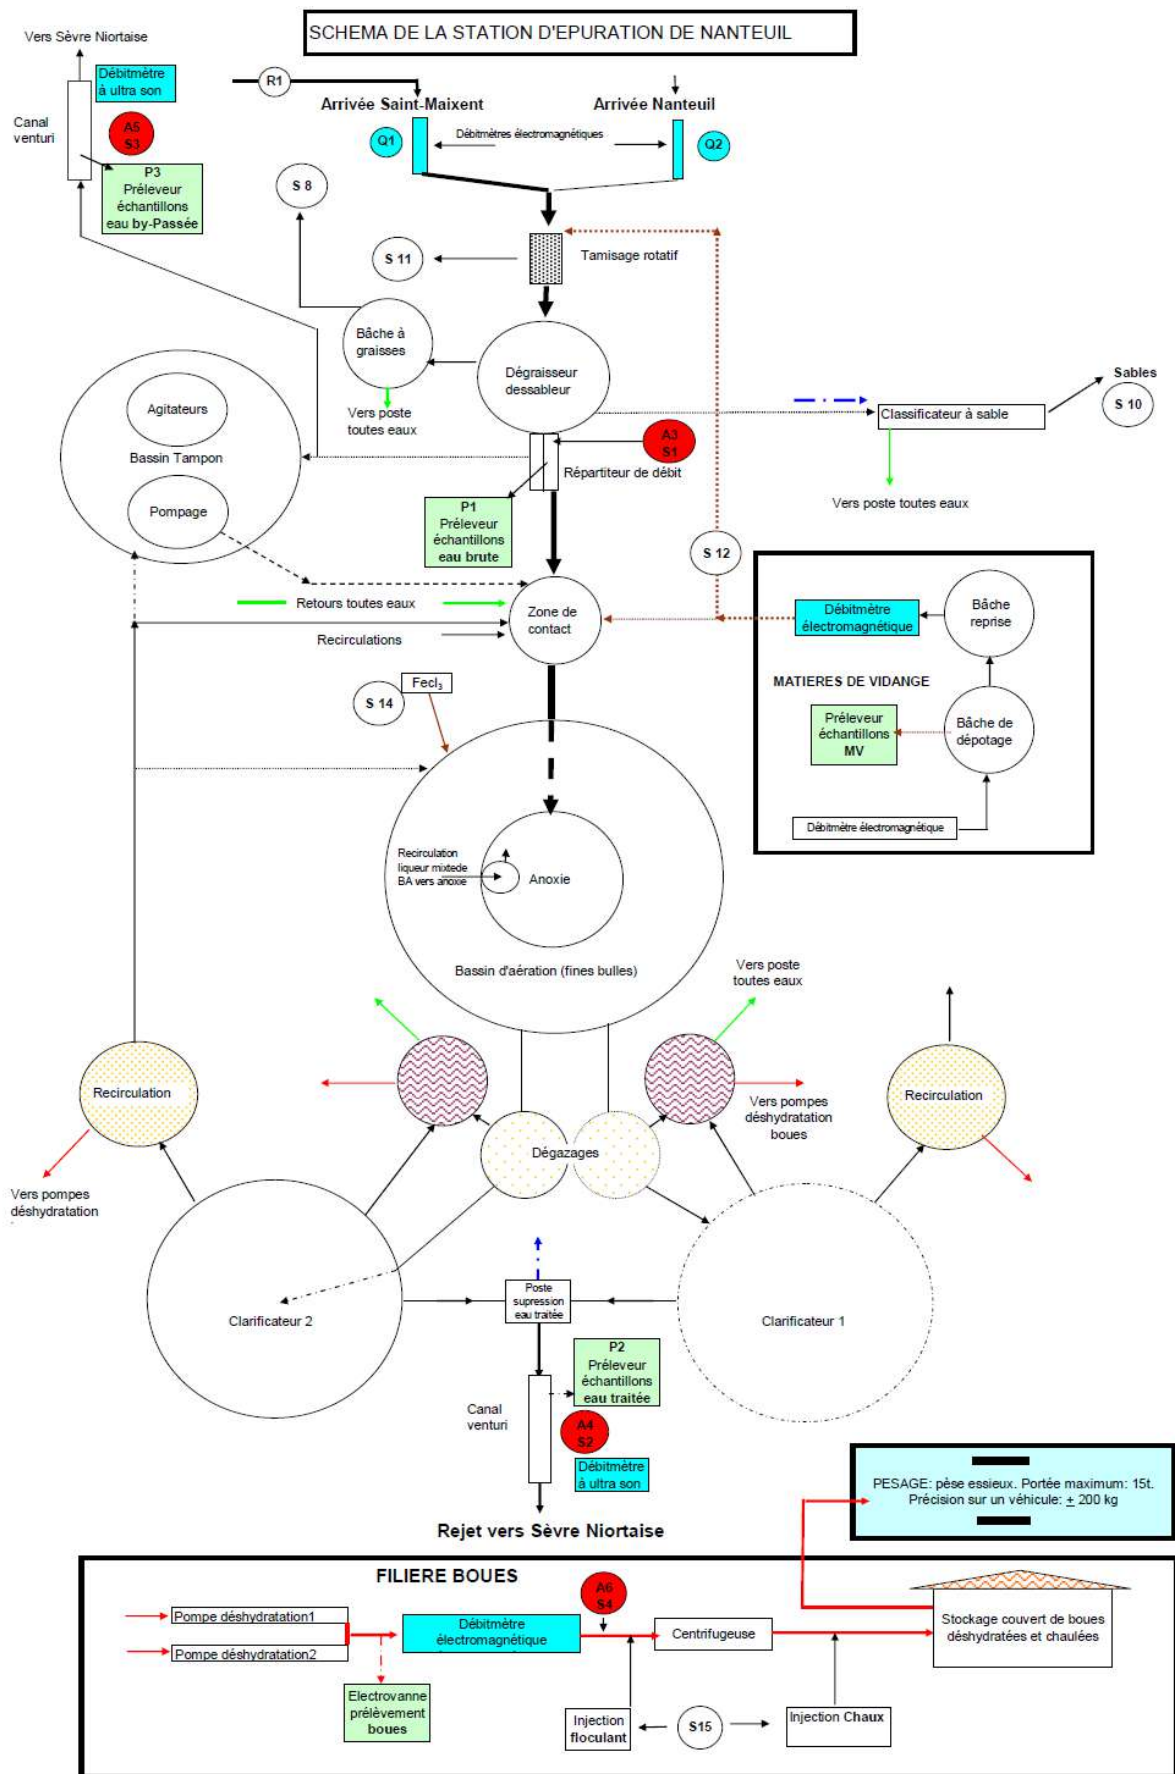 SCHEMA DE LA STATION D'EPURATION DE NANTEUIL
Vers Sèvre Niortaise
Débitmètre
à ultra son
Canal
venturi
A5
S3
P3
Préleveur
échantillons
eau by-Passée
R1
Arrivée Saint-Maixent
Arrivée Nanteuil
Q1
Débitmètres électromagnétiques
Q2
S 8
S 11
Tamisage rotatif
Bâche à
graisses
Dégraisseur
dessableur
Vers poste
toutes eaux
Sables
S 10
Classificateur à sable
Vers poste toutes eaux
Agitateurs
Bassin Tampon
Pompage
A3
S1
Répartiteur de débit
P1
Préleveur
échantillons
eau brute
S 12
Retours toutes eaux
Zone de
contact
Recirculations
Débitmètre
électromagnétique
Bâche
reprise
MATIERES DE VIDANGE
Préleveur
échantillons
MV
Bâche de
dépotage
Débitmètre électromagnétique
Fecl3
S 14
Recirculation
liqueur mixtede
BA vers anoxie
Anoxie
Bassin d'aération (fines bulles)
Vers poste
toutes eaux
Recirculation
Recirculation
Vers pompes
déshydratation
boues
Dégazages
Vers pompes
déshydratation
Clarificateur 2
Poste
supression
eau traitée
Clarificateur 1
P2
Préleveur
échantillons
eau traitée
Canal
venturi
A4
S2
Débitmètre
à ultra son
Rejet vers Sèvre Niortaise
PESAGE: pèse essieux. Portée maximum: 15t.
Précision sur un véhicule: ± 200 kg
FILIERE BOUES
A6
S4
Pompe déshydratation1
Pompe déshydratation2
Débitmètre
électromagnétique
Centrifugeuse
Stockage couvert de boues
déshydratées et chaulées
Electrovanne
prélèvement
boues
Injection
floculant
S15
Injection Chaux